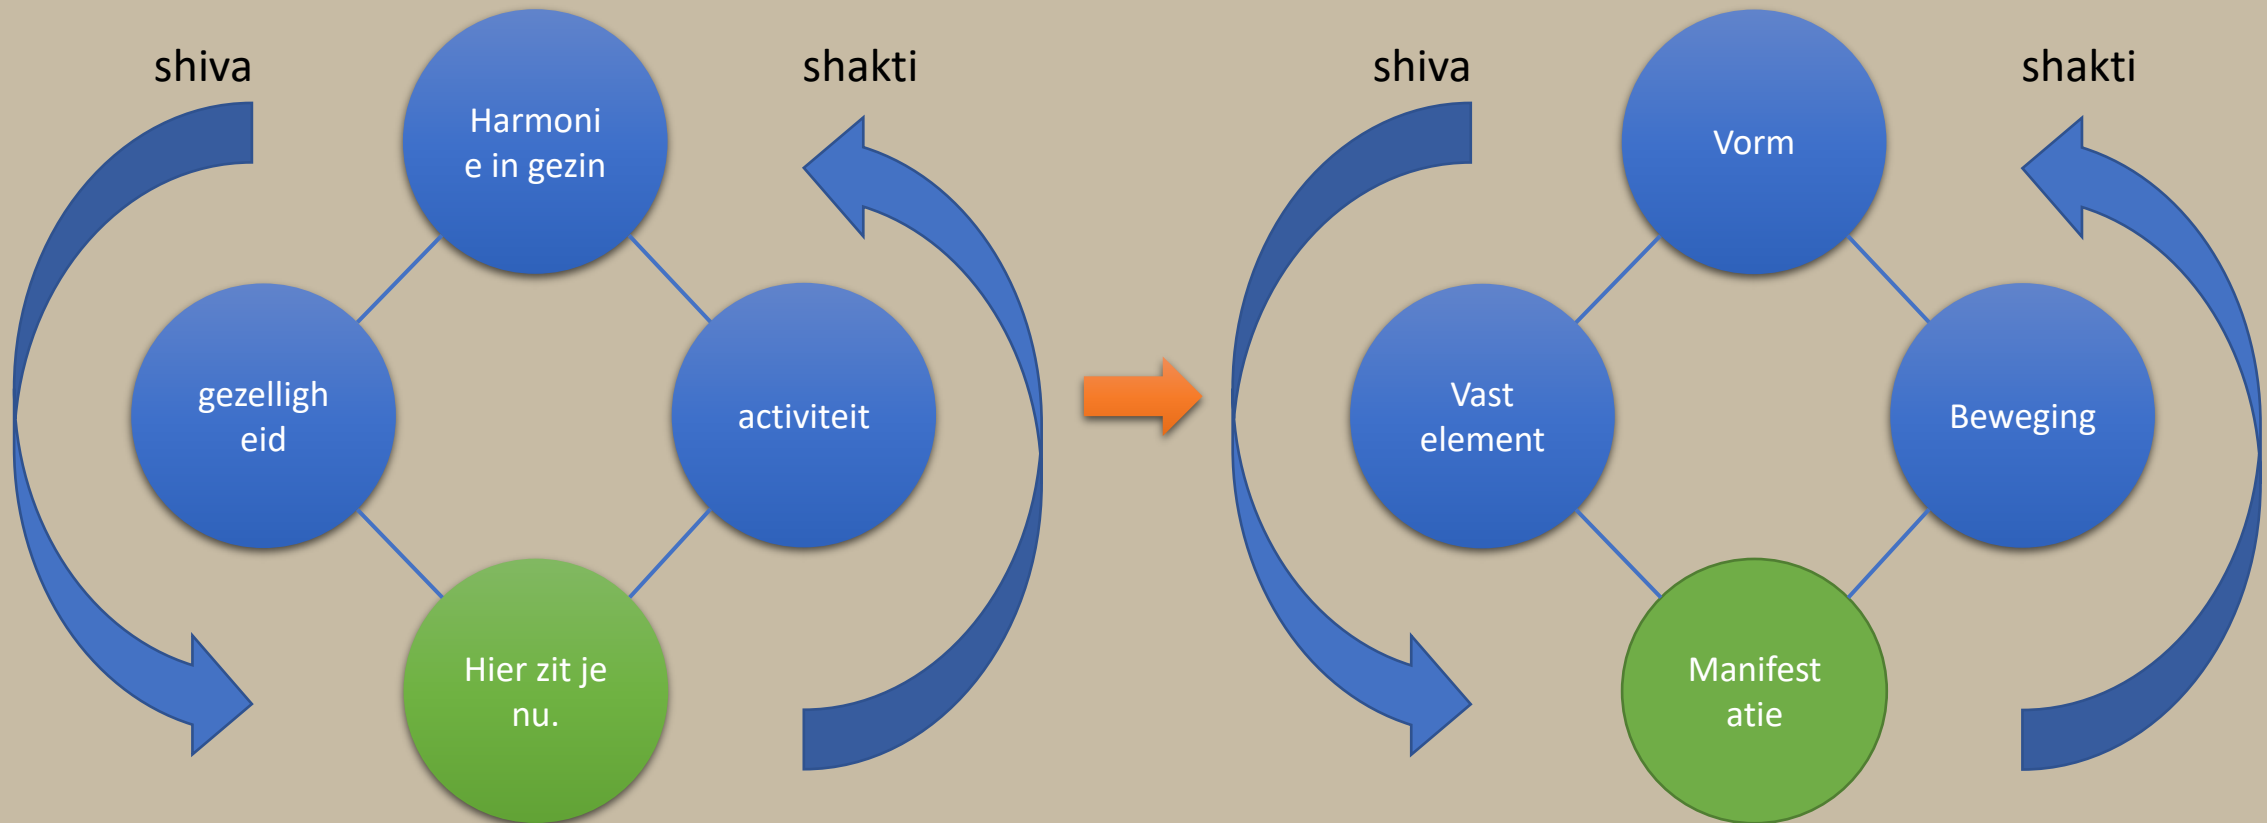 shiva
shakti
Harmoni
e in gezin
gezelligh
eid
activiteit
Hier zit je
nu.
shiva
shakti
Vorm
Vast
element
Beweging
Manifest
atie